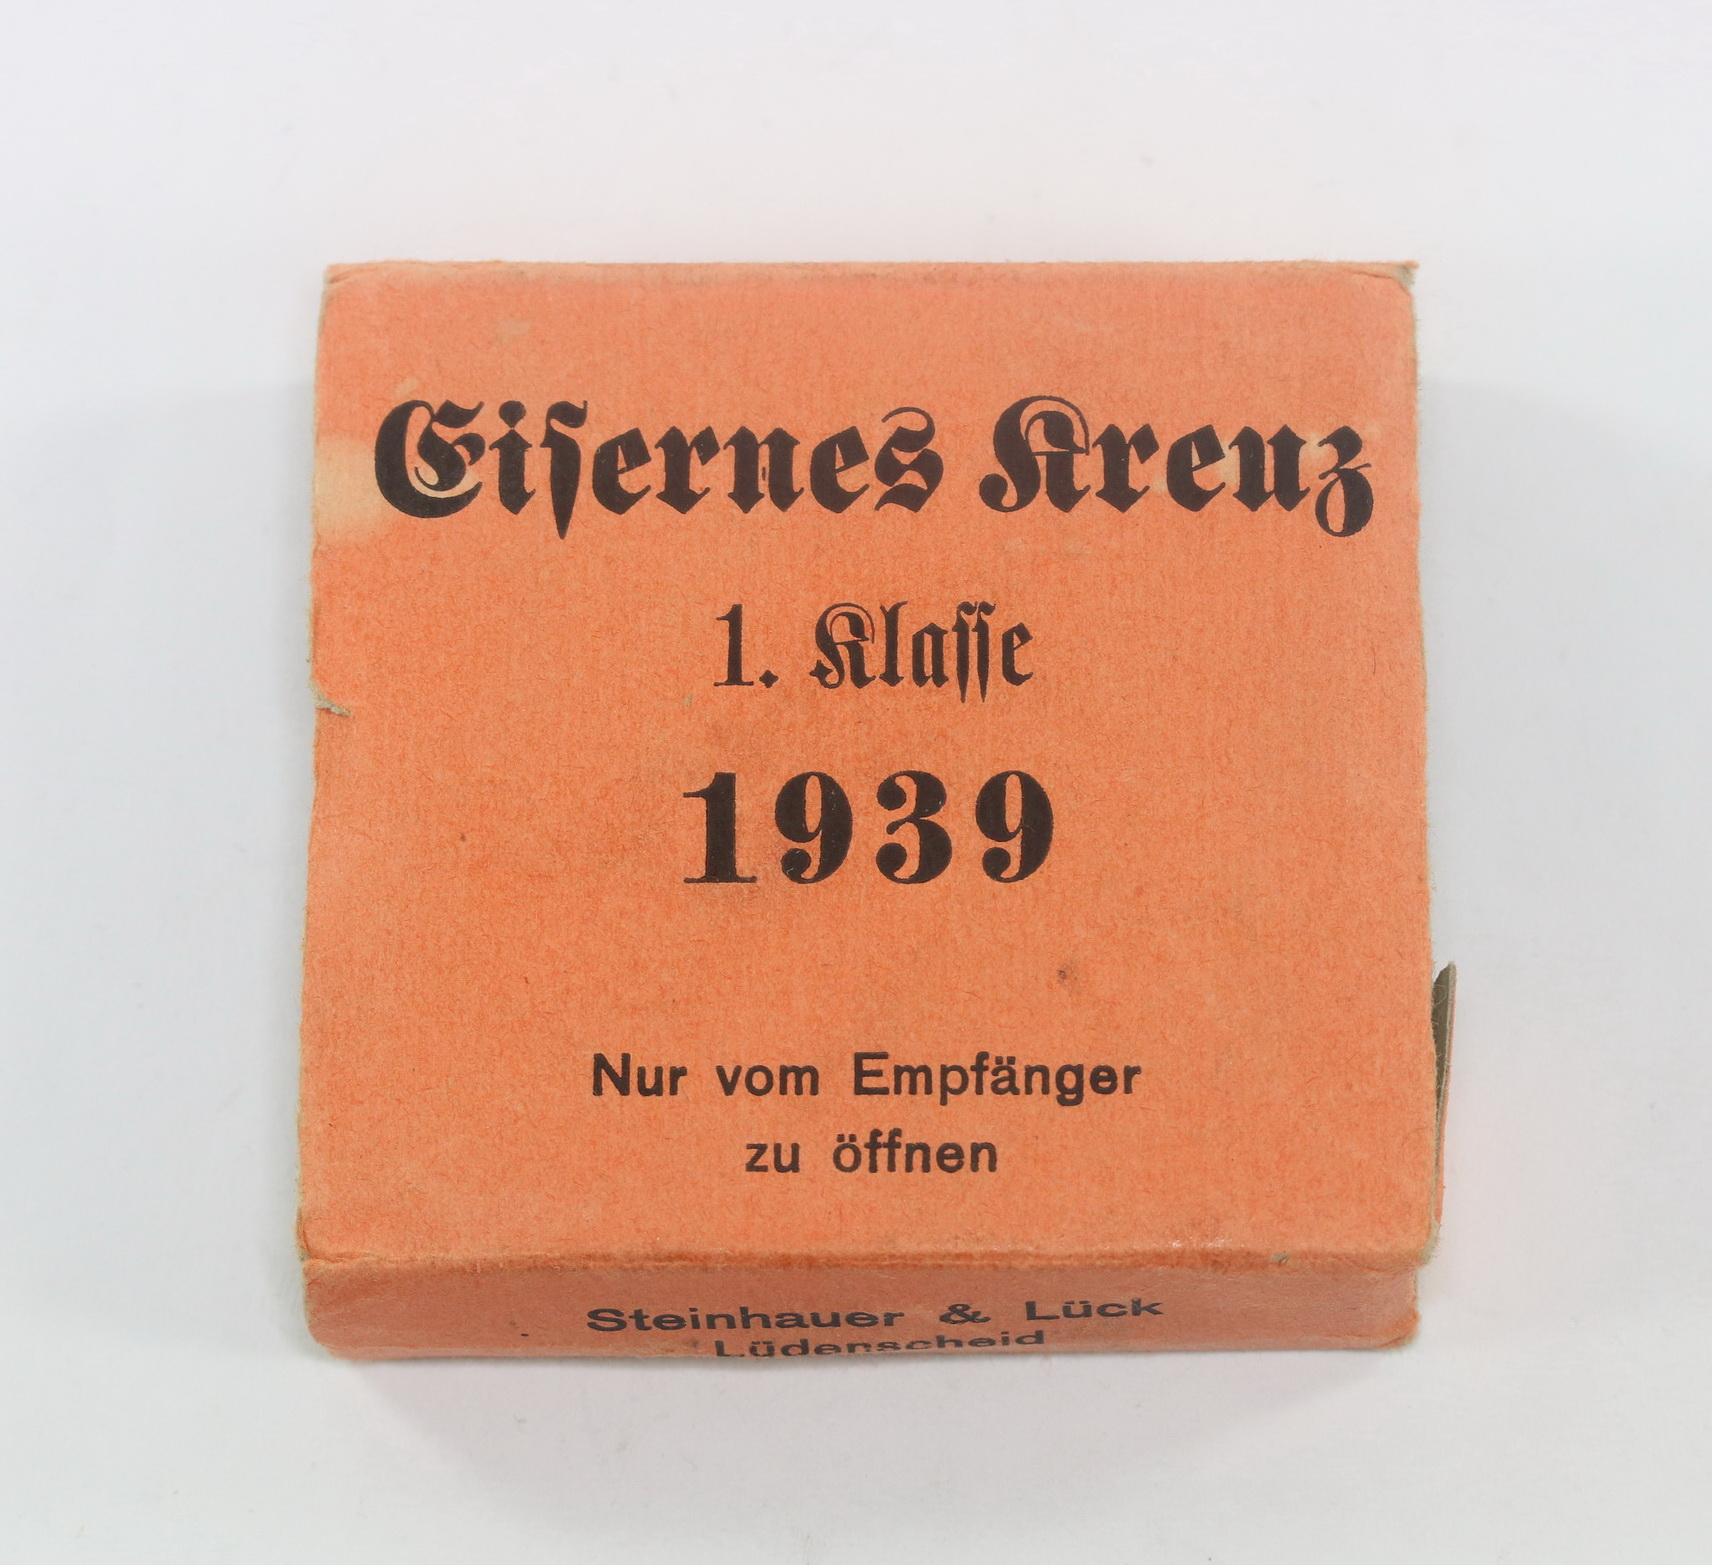 Eiſernes Kreuz
1. Klaſſe
1939
Nur vom Empfänger
zu öffnen
Steinhauer & Lück
Lüdenscheid